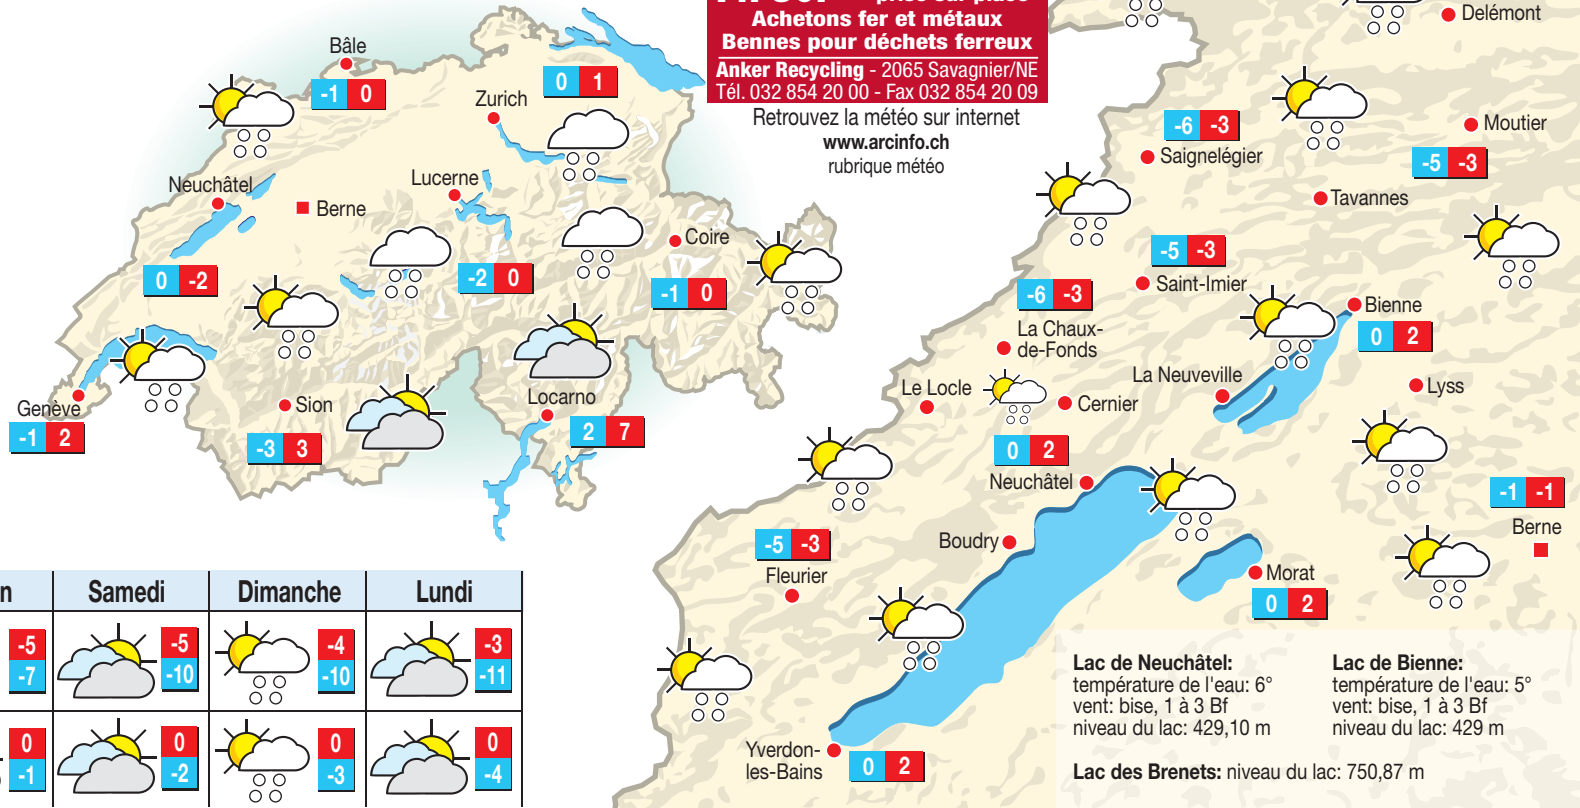 Achetons fer et métaux
Bennes pour déchets ferreux
Anker Recycling - 2065 Savagnier/NE
Tél. 032 854 20 00 - Fax 032 854 20 09
Retrouvez la météo sur internet
www.arcinfo.ch
rubrique météo
Bâle
-1 0
0 1
Zurich
Neuchâtel
Lucerne
Berne
Coire
0 -2
-2 0
-1 0
Genève
-1 2
Sion
-3 3
Locarno
2 7
Delémont
-6 -3
Saignelégier
Moutier
-5 -3
Tavannes
-5 -3
Saint-Imier
-6 -3
La Chaux-
de-Fonds
Bienne
0 2
La Neuveville
Le Locle
Cernier
Lyss
0 2
Neuchâtel
-1 -1
Berne
Boudry
-5 -3
Fleurier
Morat
0 2
Yverdon-
les-Bains
0 2
Lac de Neuchâtel:
température de l'eau: 6°
vent: bise, 1 à 3 Bf
niveau du lac: 429,10 m
Lac de Bienne:
température de l'eau: 5°
vent: bise, 1 à 3 Bf
niveau du lac: 429 m
Lac des Brenets: niveau du lac: 750,87 m
n Samedi Dimanche Lundi
-5 -5 -4 -3
-7 -10 -10 -11
0 0 0 0
-1 -2 -3 -4